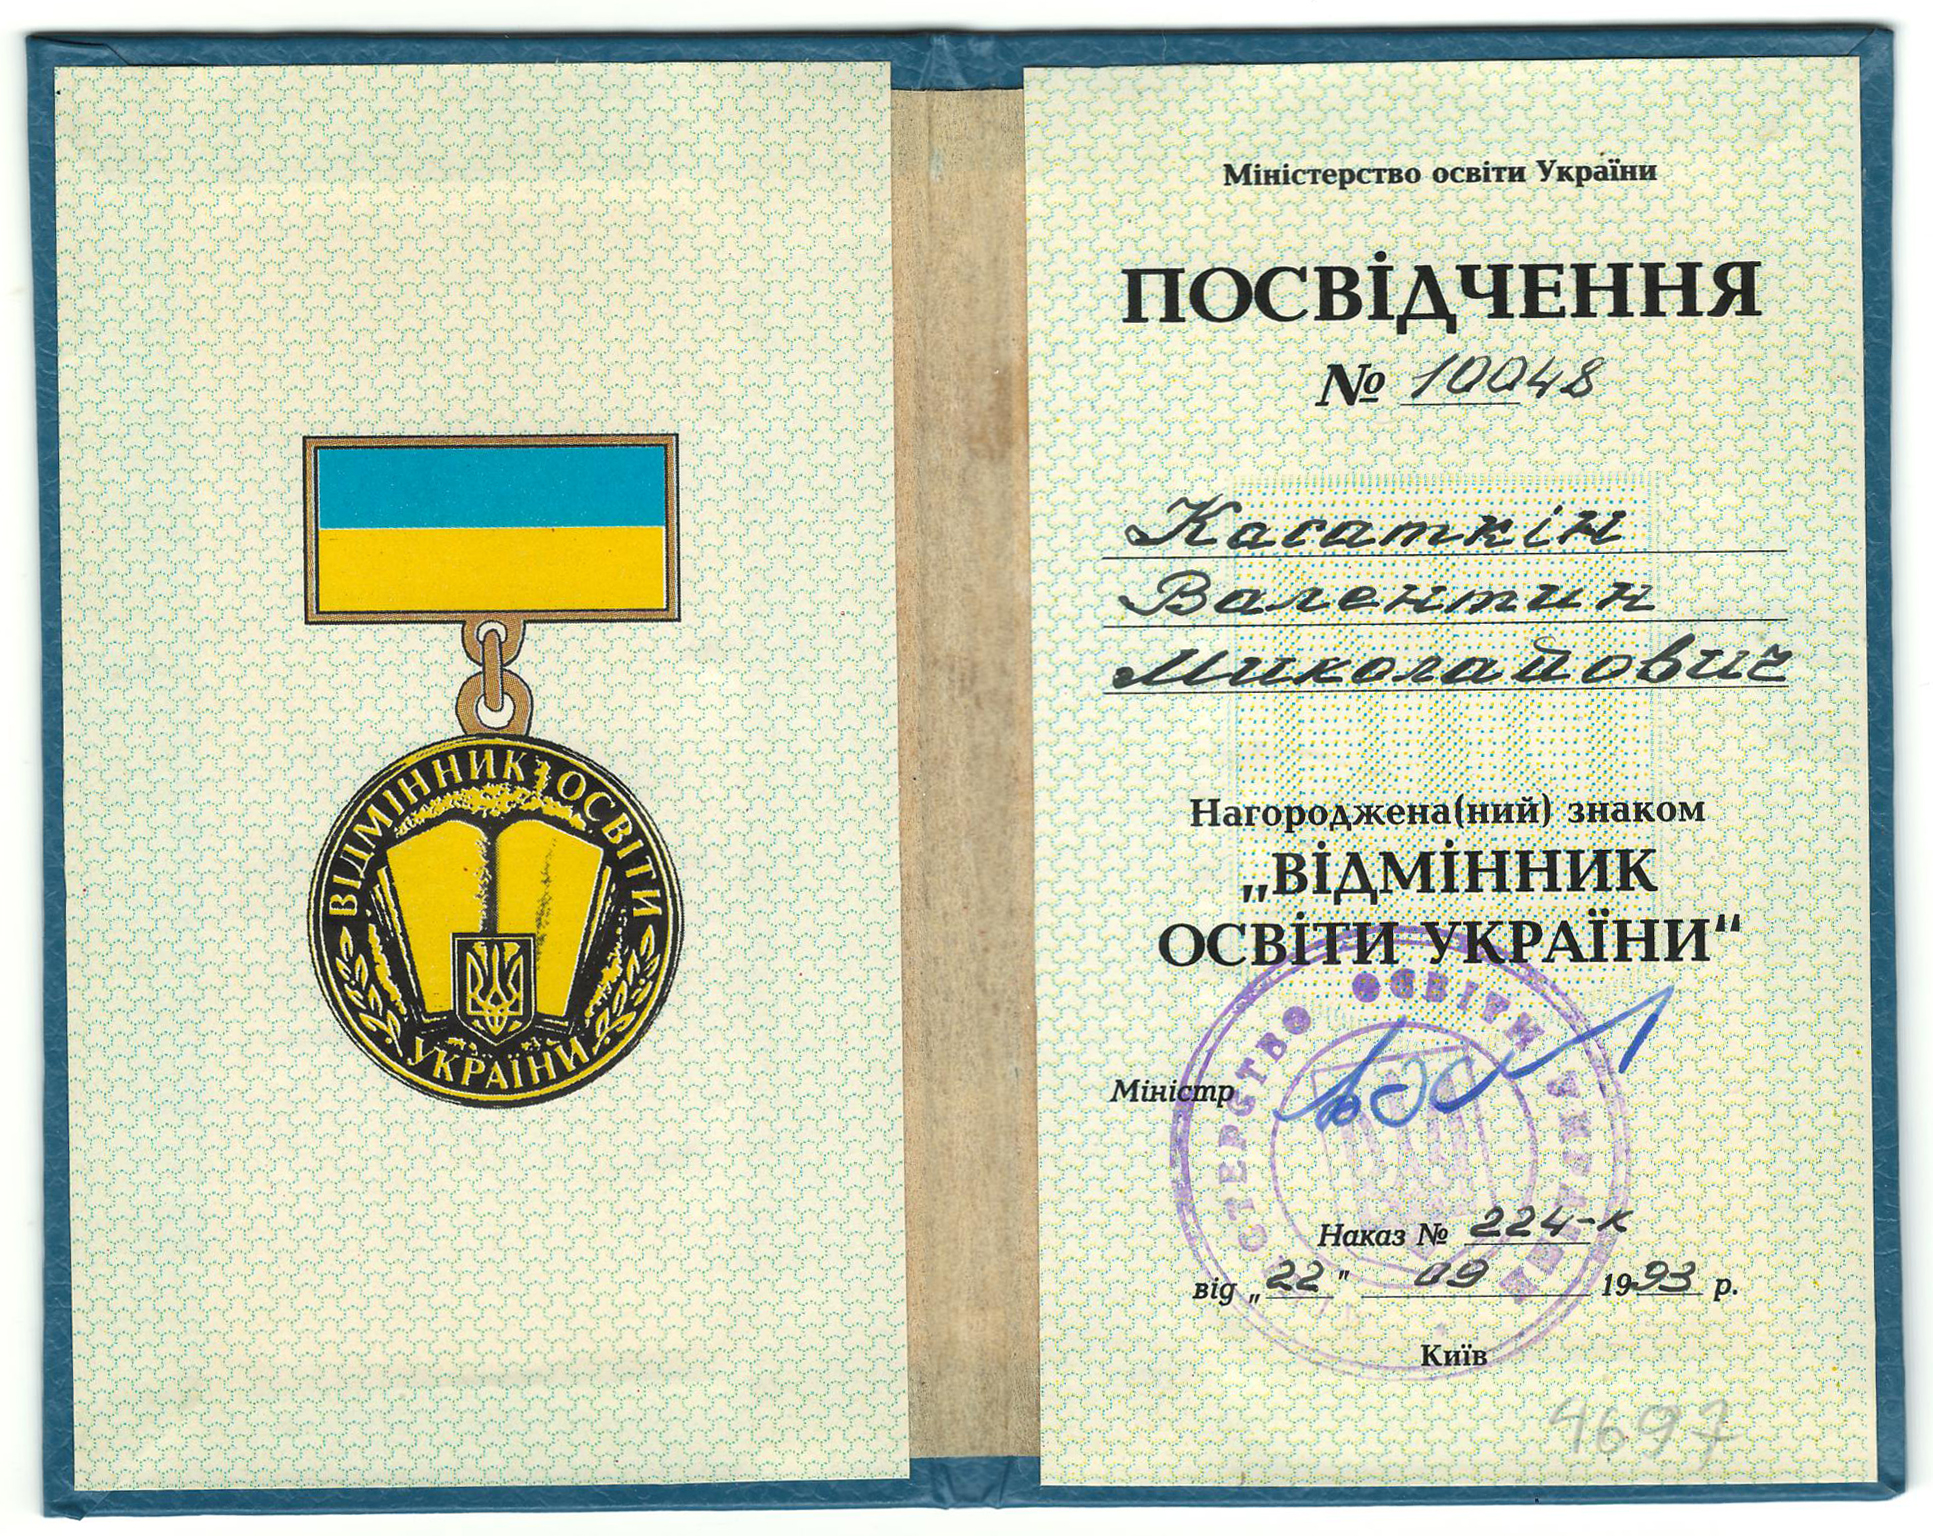 ВІДМІННИК ОСВІТИ
УКРАЇНИ
Міністерство освіти України
ПОСВІДЧЕННЯ
№ 10048
Касаткін
Валентин
Миколайович
Нагороджена(ний) знаком
„ВІДМІННИК
ОСВІТИ УКРАЇНИ“
Міністр
Наказ № 224-к
від „22" 09 1993 р.
Київ
4697